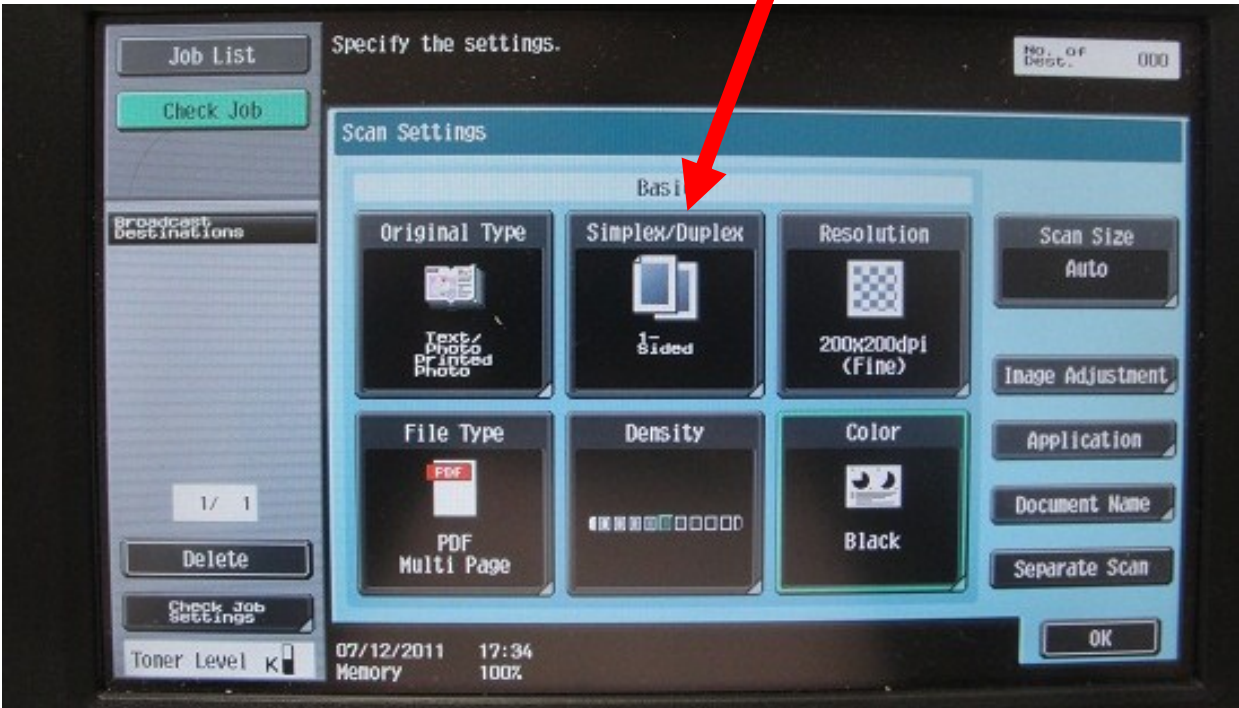 Job List
Check Job
Broadcast
Destinations
1/ 1
Delete
Check Job
Settings
Toner Level K
Specify the settings.
No. of
Dest. 000
Scan Settings
Basi
Original Type
Text/
Photo
Printed
Photo
Simplex/Duplex
1-
Sided
Resolution
200x200dpi
(Fine)
File Type
PDF
PDF
Multi Page
Density
Color
Black
Scan Size
Auto
Image Adjustment
Application
Document Name
Separate Scan
OK
07/12/2011 17:34
Memory 100%